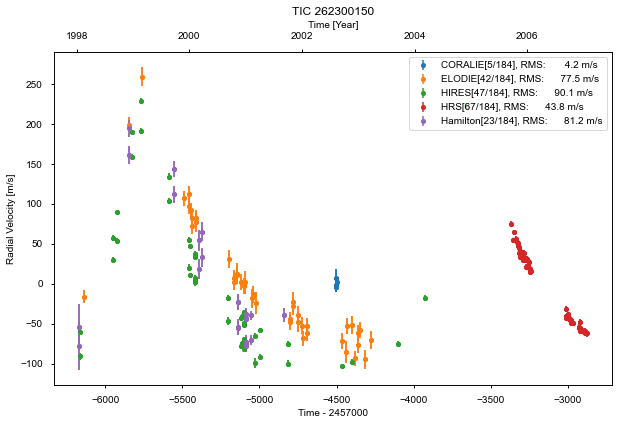 TIC 262300150
Time [Year]
1998 2000 2002 2004 2006
CORALIE[5/184], RMS: 4.2 m/s
ELODIE[42/184], RMS: 77.5 m/s
HIRES[47/184], RMS: 90.1 m/s
HRS[67/184], RMS: 43.8 m/s
Hamilton[23/184], RMS: 81.2 m/s
Radial Velocity [m/s]
250
200
150
100
50
0
−50
−100
−6000 −5500 −5000 −4500 −4000 −3500 −3000
Time - 2457000